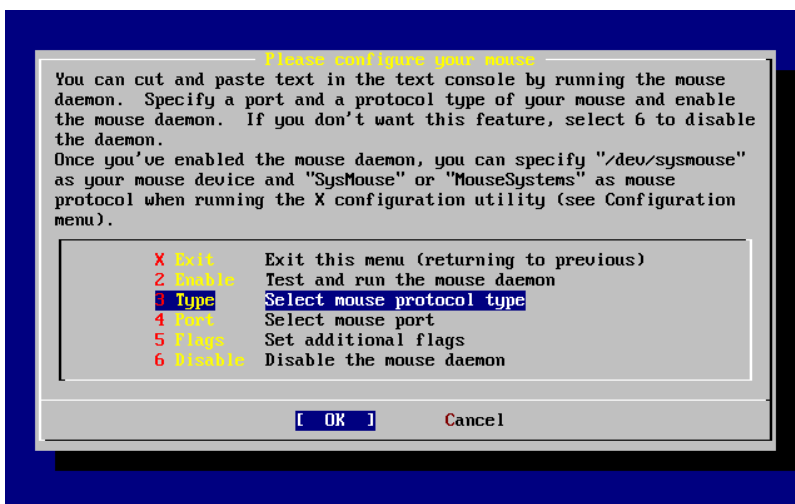 Please configure your mouse
You can cut and paste text in the text console by running the mouse
daemon.  Specify a port and a protocol type of your mouse and enable
the mouse daemon.  If you don't want this feature, select 6 to disable
the daemon.
Once you've enabled the mouse daemon, you can specify "/dev/sysmouse"
as your mouse device and "SysMouse" or "MouseSystems" as mouse
protocol when running the X configuration utility (see Configuration
menu).
X Exit     Exit this menu (returning to previous)
2 Enable   Test and run the mouse daemon
3 Type     Select mouse protocol type
4 Port     Select mouse port
5 Flags    Set additional flags
6 Disable  Disable the mouse daemon
[  OK  ]     Cancel